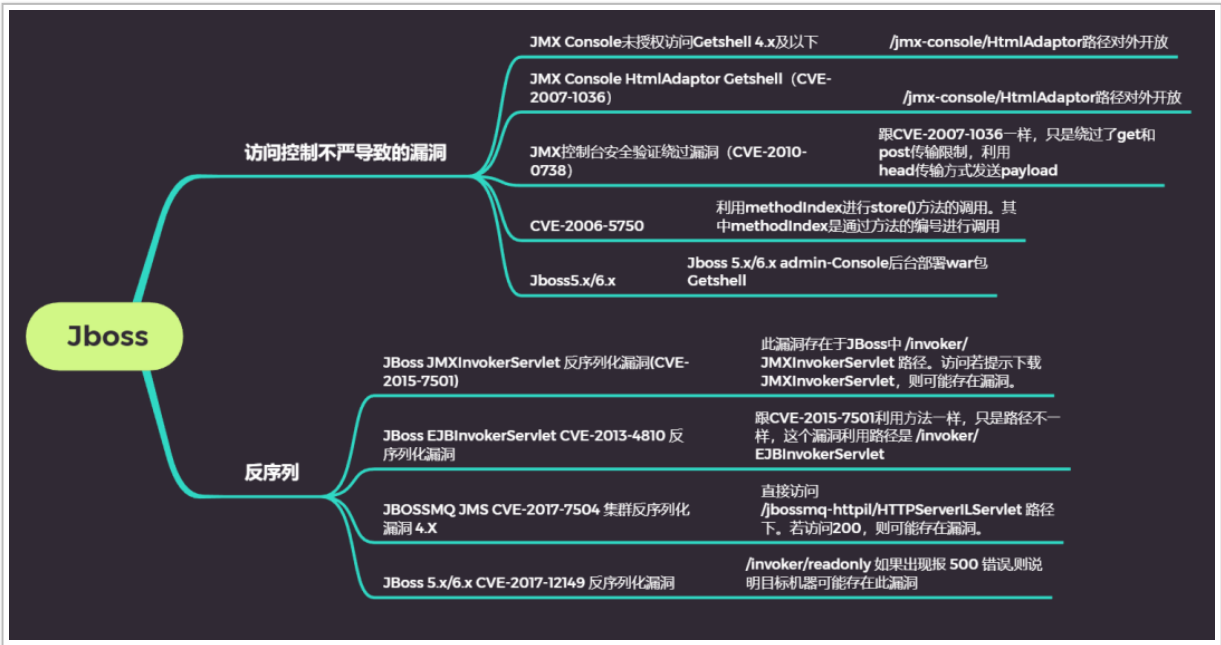 JMX Console未授权访问Getshell 4.x及以下
/jmx-console/HtmlAdaptor路径对外开放
JMX Console HtmlAdaptor Getshell（CVE-
2007-1036）
/jmx-console/HtmlAdaptor路径对外开放
访问控制不严导致的漏洞
JMX控制台安全验证绕过漏洞（CVE-2010-
0738）
跟CVE-2007-1036一样，只是绕过了get和
post传输限制，利用
head传输方式发送payload
CVE-2006-5750
利用methodIndex进行store()方法的调用。其
中methodIndex是通过方法的编号进行调用
Jboss5.x/6.x
Jboss 5.x/6.x admin-Console后台部署war包
Getshell
Jboss
JBoss JMXInvokerServlet 反序列化漏洞(CVE-
2015-7501)
此漏洞存在于JBoss中 /invoker/
JMXInvokerServlet 路径。访问若提示下载
JMXInvokerServlet，则可能存在漏洞。
JBoss EJBInvokerServlet CVE-2013-4810 反
序列化漏洞
跟CVE-2015-7501利用方法一样，只是路径不一
样，这个漏洞利用路径是 /invoker/
EJBInvokerServlet
反序列
JBOSSMQ JMS CVE-2017-7504 集群反序列化
漏洞 4.X
直接访问
/jbossmq-httpil/HTTPServerILServlet 路径
下。若访问200，则可能存在漏洞。
JBoss 5.x/6.x CVE-2017-12149 反序列化漏洞
/invoker/readonly 如果出现报 500 错误,则说
明目标机器可能存在此漏洞